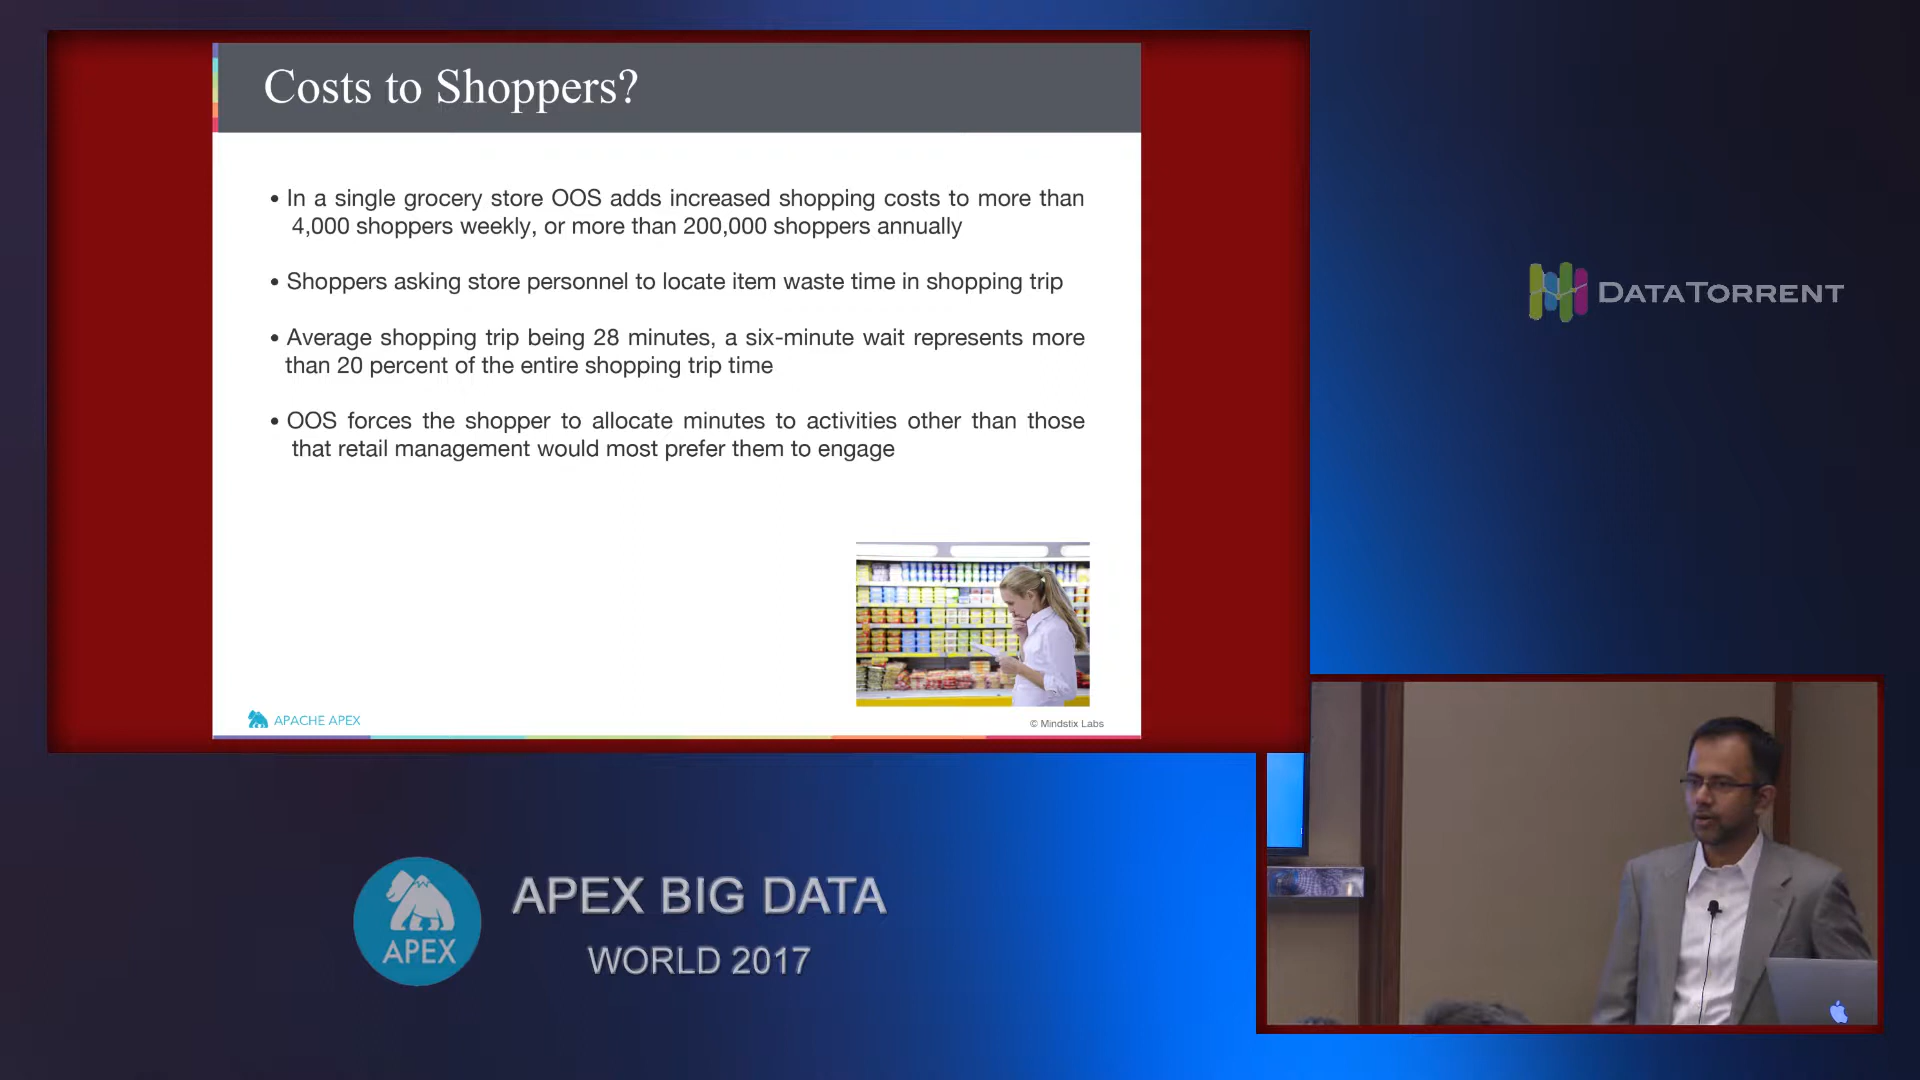 Costs to Shoppers?
• In a single grocery store OOS adds increased shopping costs to more than
4,000 shoppers weekly, or more than 200,000 shoppers annually
• Shoppers asking store personnel to locate item waste time in shopping trip
• Average shopping trip being 28 minutes, a six-minute wait represents more
than 20 percent of the entire shopping trip time
• OOS forces the shopper to allocate minutes to activities other than those
that retail management would most prefer them to engage
APACHE APEX
© Mindstix Labs
DATATORRENT
APEX
APEX BIG DATA
WORLD 2017